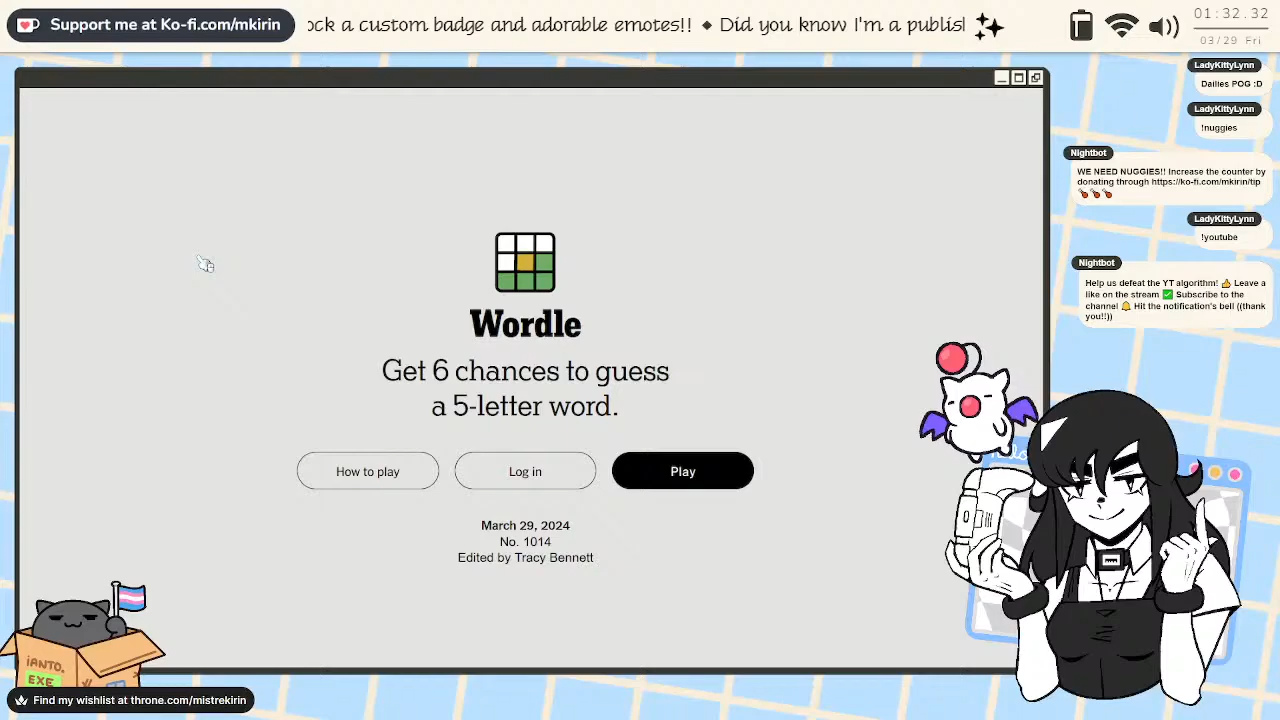 Support me at Ko-fi.com/mkirin
ock a custom badge and adorable emotes!! ◆ Did you know I'm a publis
01:32.32
03/29 Fri
LadyKittyLynn
Dailies POG :D
LadyKittyLynn
!nuggies
Nightbot
WE NEED NUGGIES!! Increase the counter by
donating through https://ko-fi.com/mkirin/tip
🍗🍗🍗
LadyKittyLynn
!youtube
Nightbot
Help us defeat the YT algorithm! 👍 Leave a
like on the stream ✅ Subscribe to the
channel! 🔔 Hit the notification's bell ((thank
you!!))
Wordle
Get 6 chances to guess
a 5-letter word.
How to play
Log in
Play
March 29, 2024
No. 1014
Edited by Tracy Bennett
¡ANTO.
EXE
Find my wishlist at throne.com/mistrekirin